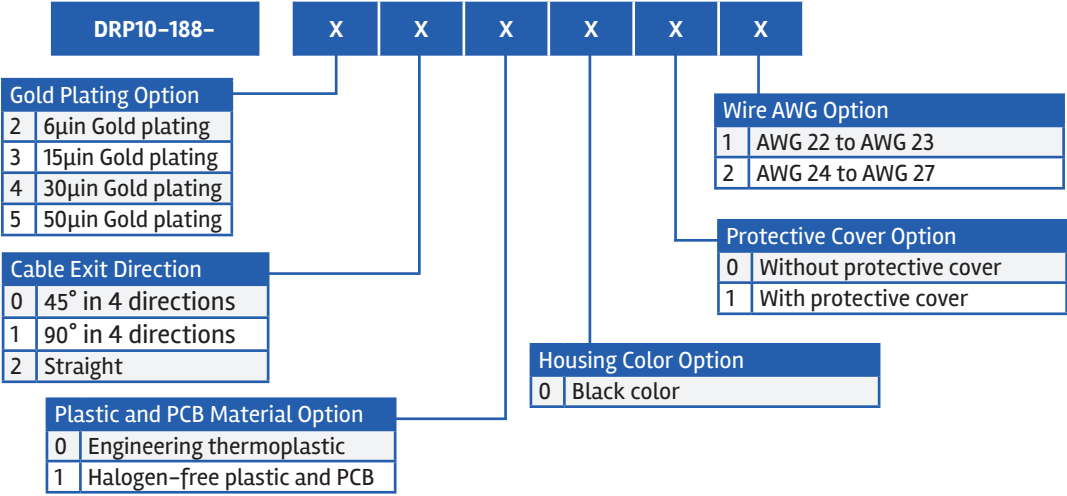 DRP10-188- X X X X X X
Gold Plating Option
2 6μin Gold plating
3 15μin Gold plating
4 30μin Gold plating
5 50μin Gold plating
Cable Exit Direction
0 45° in 4 directions
1 90° in 4 directions
2 Straight
Plastic and PCB Material Option
0 Engineering thermoplastic
1 Halogen-free plastic and PCB
Housing Color Option
0 Black color
Protective Cover Option
0 Without protective cover
1 With protective cover
Wire AWG Option
1 AWG 22 to AWG 23
2 AWG 24 to AWG 27